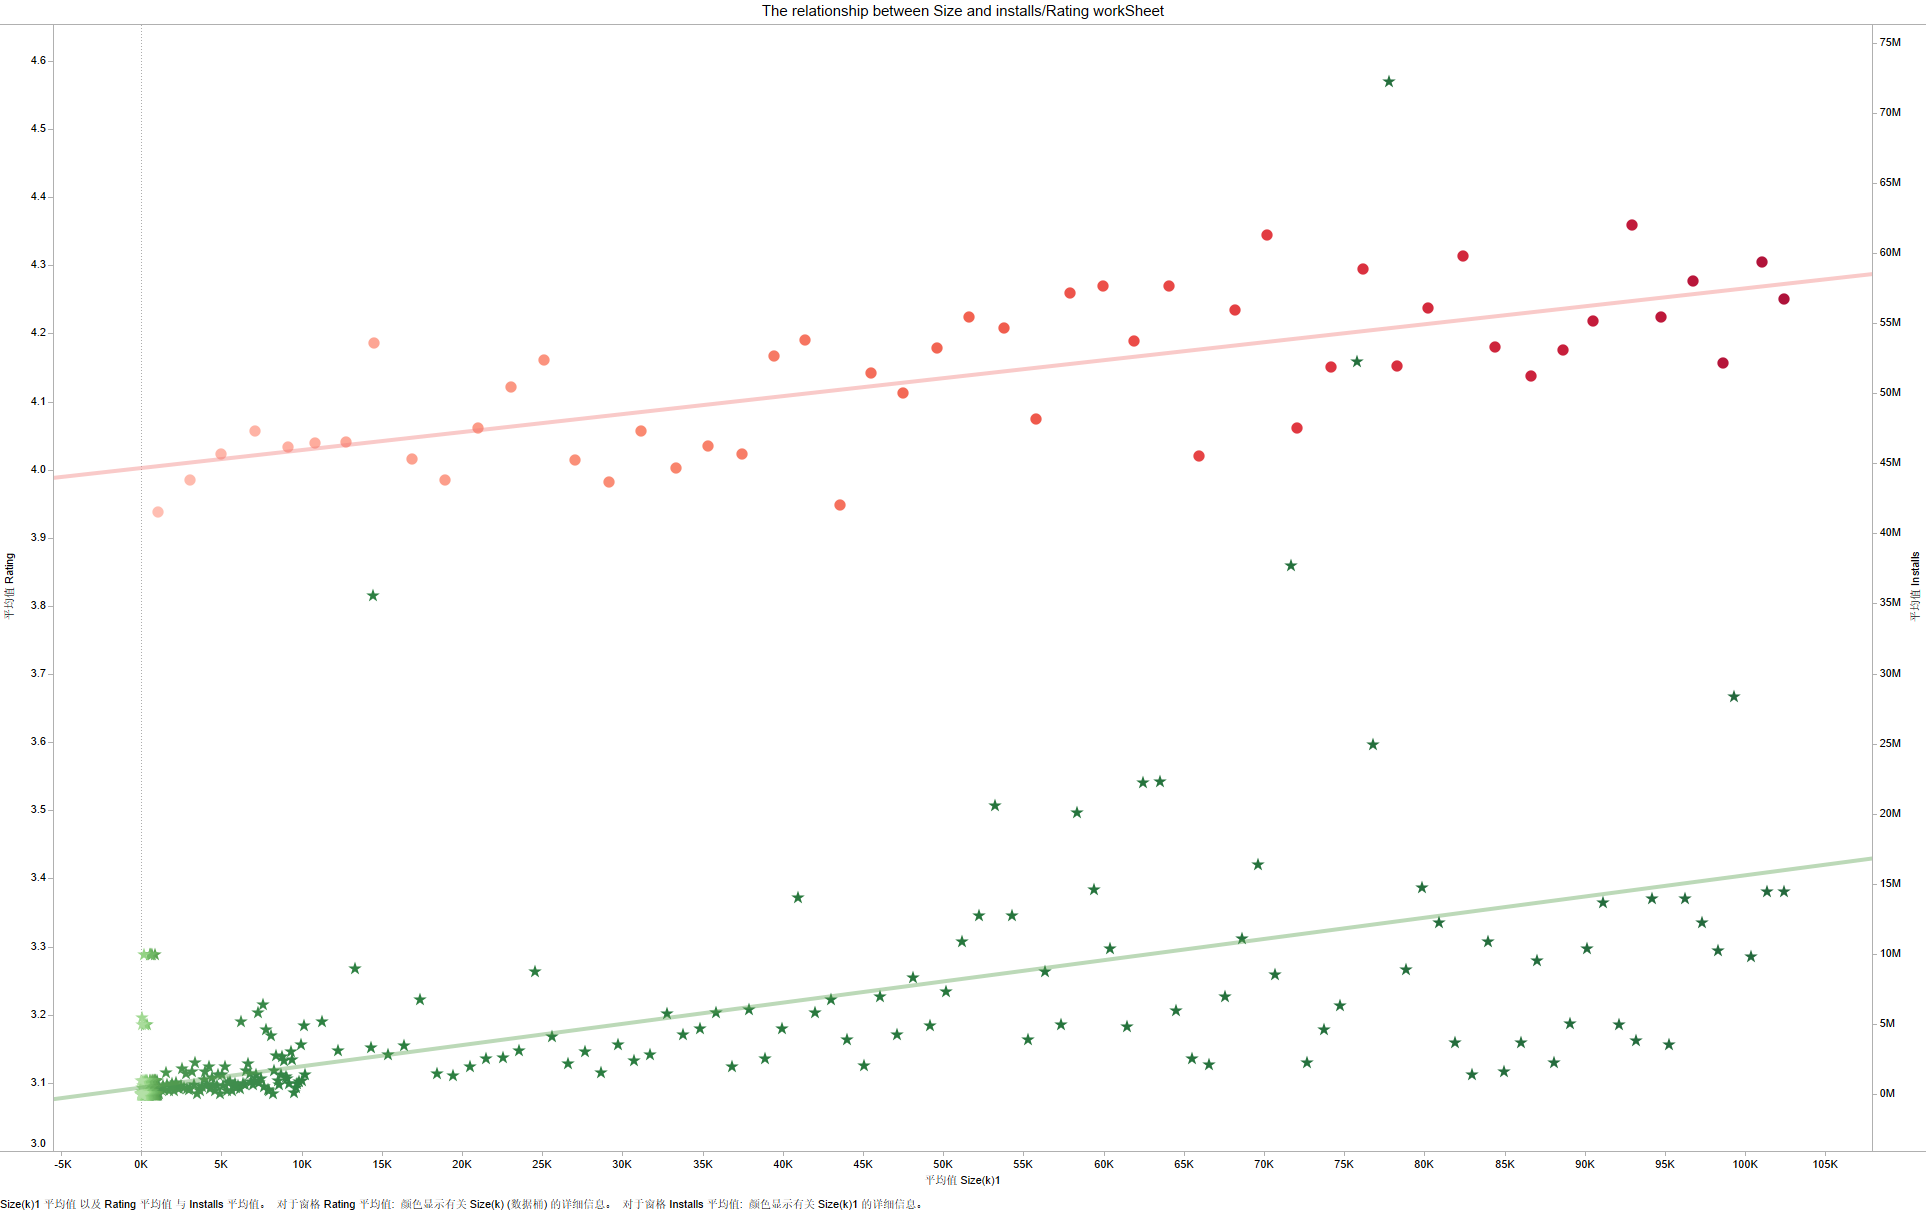 The relationship between Size and installs/Rating workSheet
4.6
4.5
4.4
4.3
4.2
4.1
4.0
3.9
3.8
3.7
3.6
3.5
3.4
3.3
3.2
3.1
3.0
平均值 Rating
75M
70M
65M
60M
55M
50M
45M
40M
35M
30M
25M
20M
15M
10M
5M
0M
平均值 Installs
-5K 0K 5K 10K 15K 20K 25K 30K 35K 40K 45K 50K 55K 60K 65K 70K 75K 80K 85K 90K 95K 100K 105K
平均值 Size(k)1
Size(k)1 平均值 以及 Rating 平均值 与 Installs 平均值。 对于窗格 Rating 平均值: 颜色显示有关 Size(k) (数据桶) 的详细信息。 对于窗格 Installs 平均值: 颜色显示有关 Size(k)1 的详细信息。